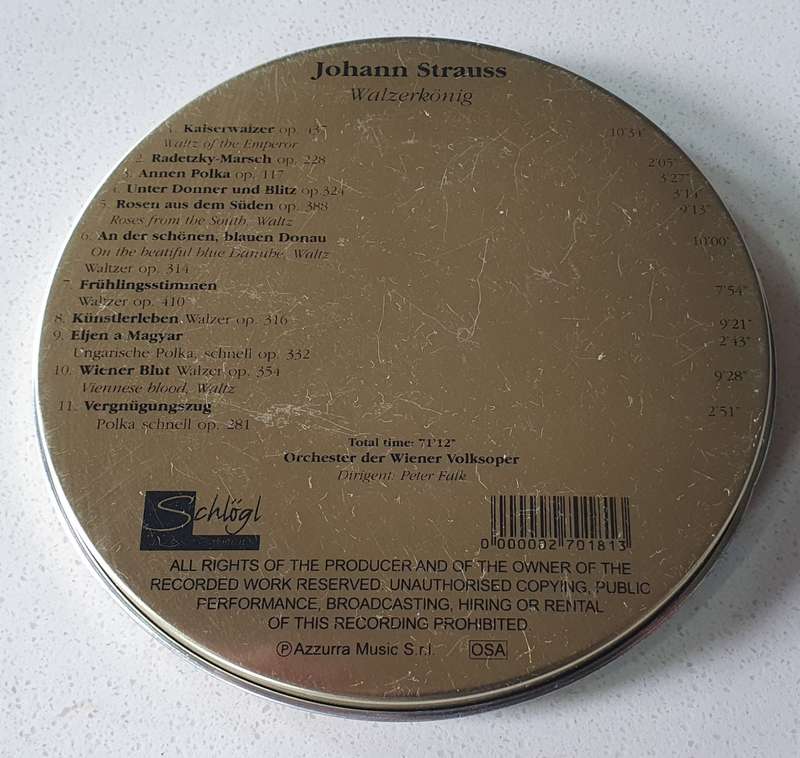 Johann Strauss
Walzerkönig
1. Kaiserwalzer op. 437 10'34"
Waltz of the Emperor
2. Radetzky-Marsch op. 228 2'05"
3. Annen Polka op. 117 3'27"
4. Unter Donner und Blitz op.324 3'14"
5. Rosen aus dem Süden op. 388 9'13"
Roses from the South, Waltz
6. An der schönen, blauen Donau 10'00"
On the beatiful blue Danube, Waltz
Waltzer op. 314
7. Frühlingsstimmen 7'54"
Walzer op. 410
8. Künstlerleben Walzer op. 316 9'21"
9. Eljen a Magyar 2'43"
Ungarische Polka, schnell op. 332
10. Wiener Blut Walzer op. 354 9'28"
Viennese blood, Waltz
11. Vergnügungszug 2'51"
Polka schnell op. 281
Total time: 71'12"
Orchester der Wiener Volksoper
Dirigent: Peter Falk
Schlögl
0 000002 701813
ALL RIGHTS OF THE PRODUCER AND OF THE OWNER OF THE
RECORDED WORK RESERVED. UNAUTHORISED COPYING, PUBLIC
PERFORMANCE, BROADCASTING, HIRING OR RENTAL
OF THIS RECORDING PROHIBITED.
Ⓟ Azzurra Music S.r.l. OSA